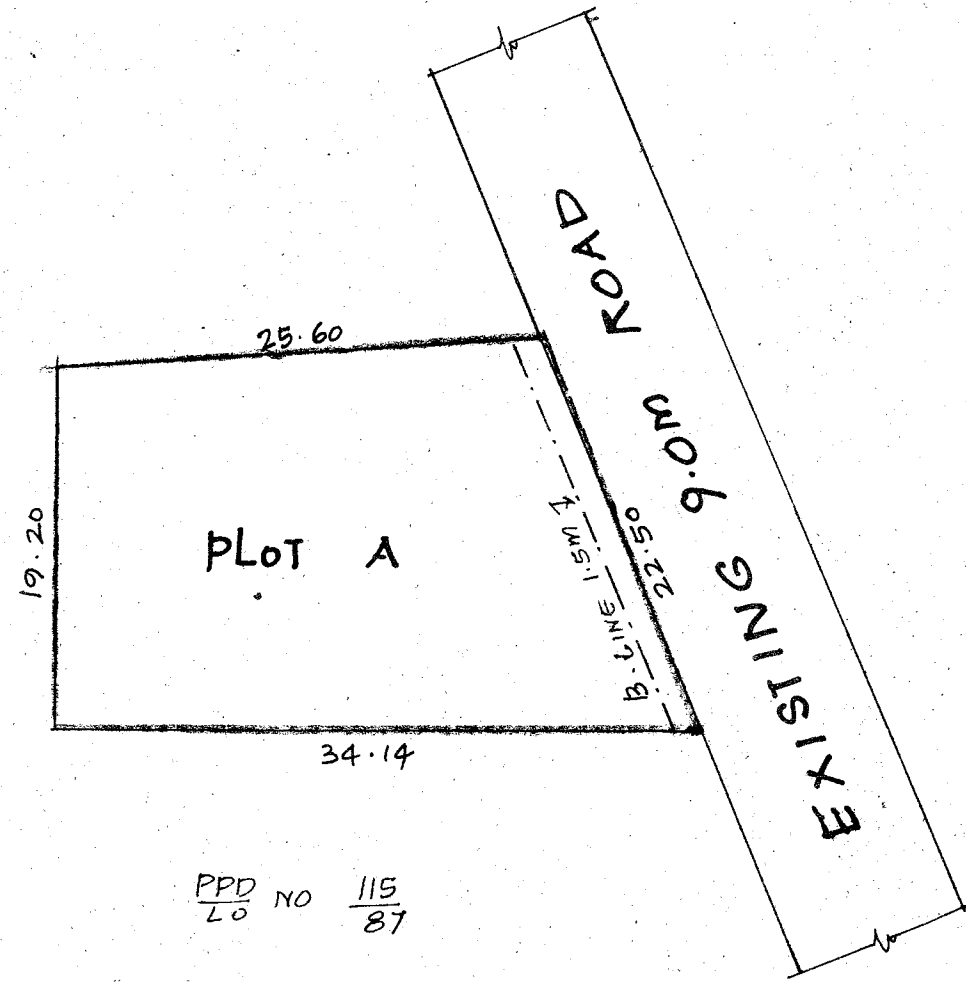 25.60
19.20
PLOT A
B. LINE 1.5M
22.50
34.14
EXISTING 9.0M ROAD
PPD
LO NO 115
87